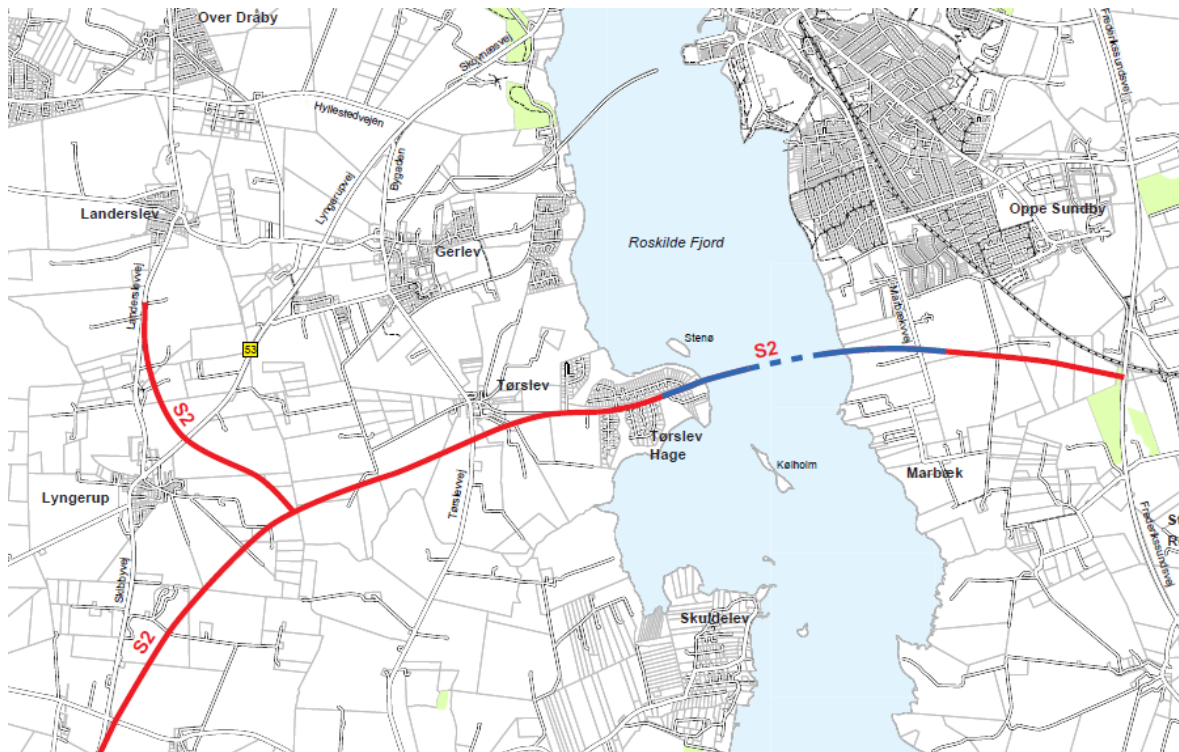 Over Dråby
Skovnæsvej
Frederikssundsvej
Hyllestedvejen
Bygaden
Lyngerupvej
Landerslev
Oppe Sundby
Gerlev
Roskilde Fjord
Landerslevvej
Marbækvej
53
Stenø
S2
Tørslev
S2
Tørslev
Hage
Kølholm
Marbæk
Lyngerup
Tørslevvej
Frederikssundsvej
Skibbyvej
Skuldelev
S2